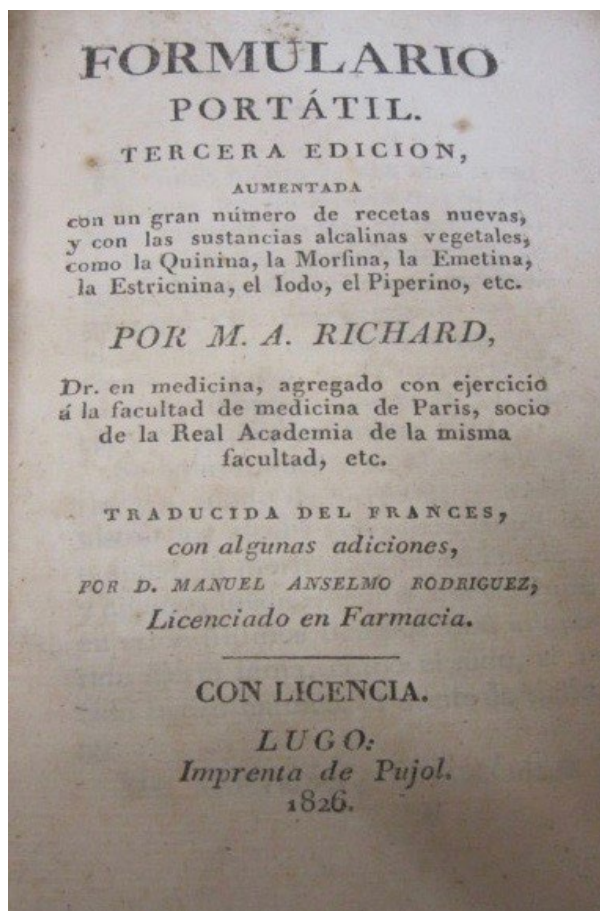 FORMULARIO
PORTÁTIL.
TERCERA EDICION,
AUMENTADA
con un gran número de recetas nuevas,
y con las sustancias alcalinas vegetales,
como la Quinina, la Morfina, la Emetina,
la Estricnina, el Iodo, el Piperino, etc.
POR M. A. RICHARD,
Dr. en medicina, agregado con ejercicio
á la facultad de medicina de Paris, socio
de la Real Academia de la misma
facultad, etc.
TRADUCIDA DEL FRANCES,
con algunas adiciones,
POR D. MANUEL ANSELMO RODRIGUEZ,
Licenciado en Farmacia.
CON LICENCIA.
LUGO:
Imprenta de Pujol.
1826.